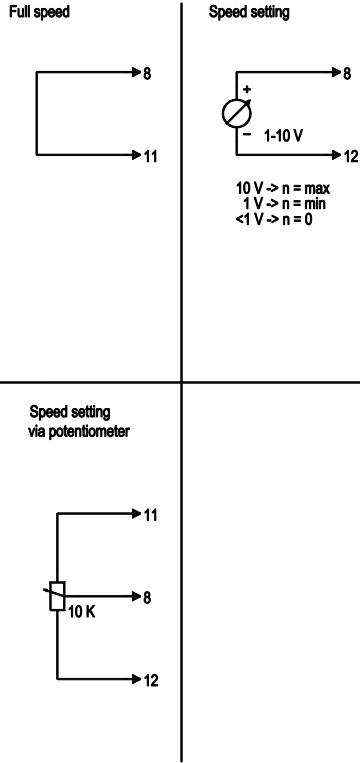 Full speed
8
11
Speed setting
+
8
–
1-10 V
12
10 V -> n = max
1 V -> n = min
<1 V -> n = 0
Speed setting
via potentiometer
11
8
10 K
12